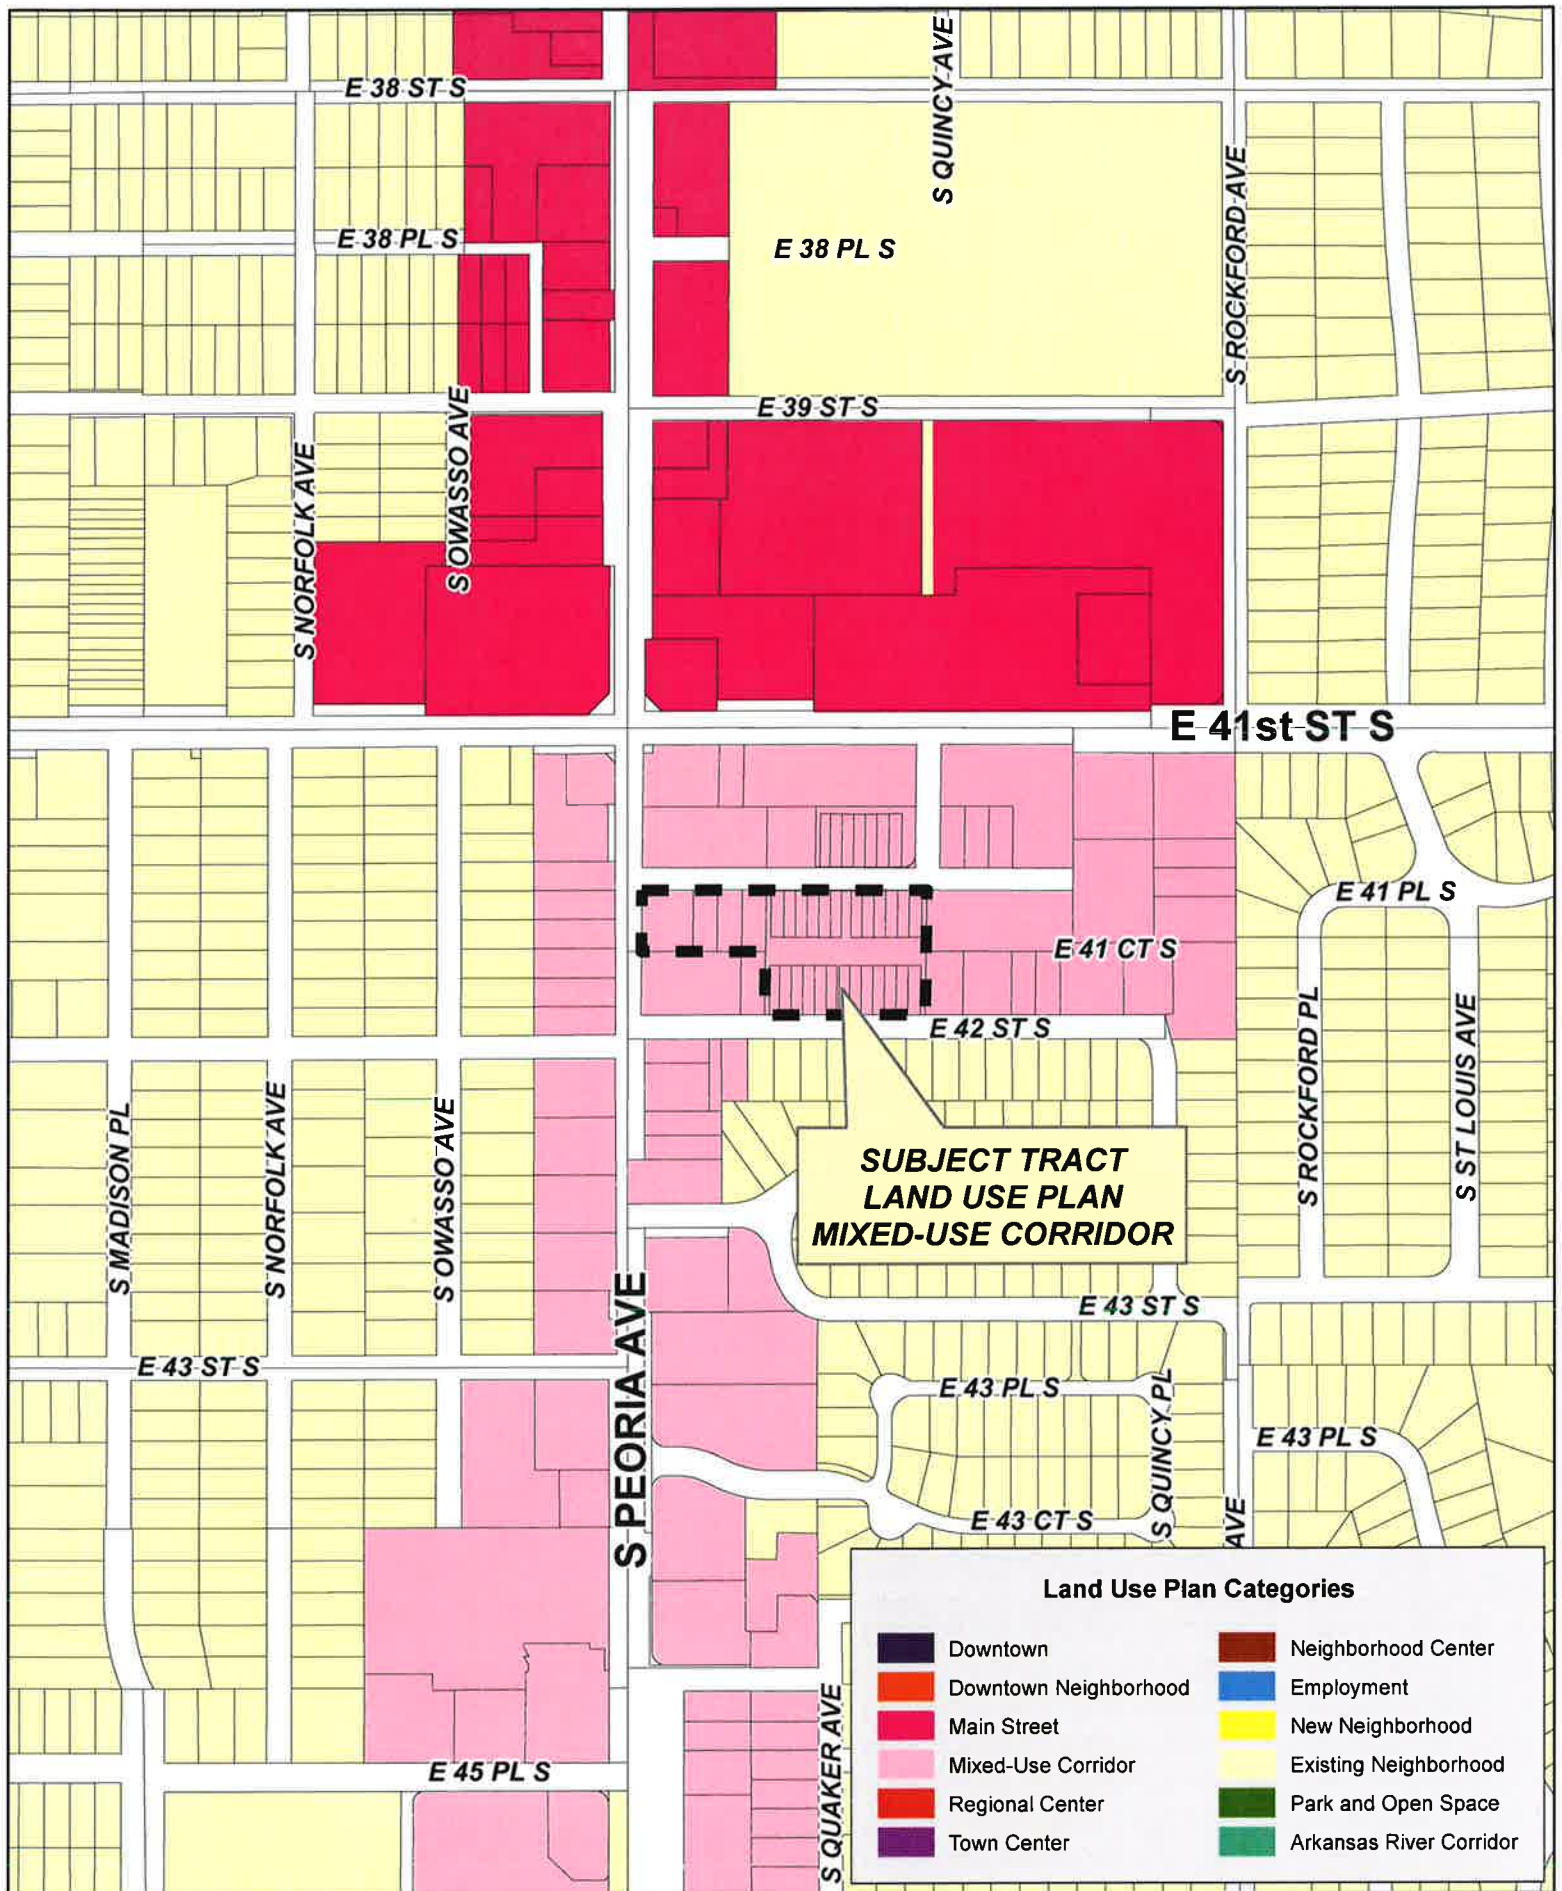 S QUINCY AVE
E 38 ST S
S ROCKFORD AVE
E 38 PL S
E 38 PL S
E 39 ST S
S OWASSO AVE
S NORFOLK AVE
E 41st ST S
E 41 PL S
E 41 CT S
E 42 ST S
S ROCKFORD PL
S ST LOUIS AVE
S MADISON PL
S NORFOLK AVE
S OWASSO AVE
SUBJECT TRACT
LAND USE PLAN
MIXED-USE CORRIDOR
S PEORIA AVE
E 43 ST S
E 43 ST S
E 43 PL S
S QUINCY PL
E 43 PL S
E 43 CT S
AVE
Land Use Plan Categories
Downtown
Downtown Neighborhood
Main Street
Mixed-Use Corridor
Regional Center
Town Center
Neighborhood Center
Employment
New Neighborhood
Existing Neighborhood
Park and Open Space
Arkansas River Corridor
E 45 PL S
S QUAKER AVE